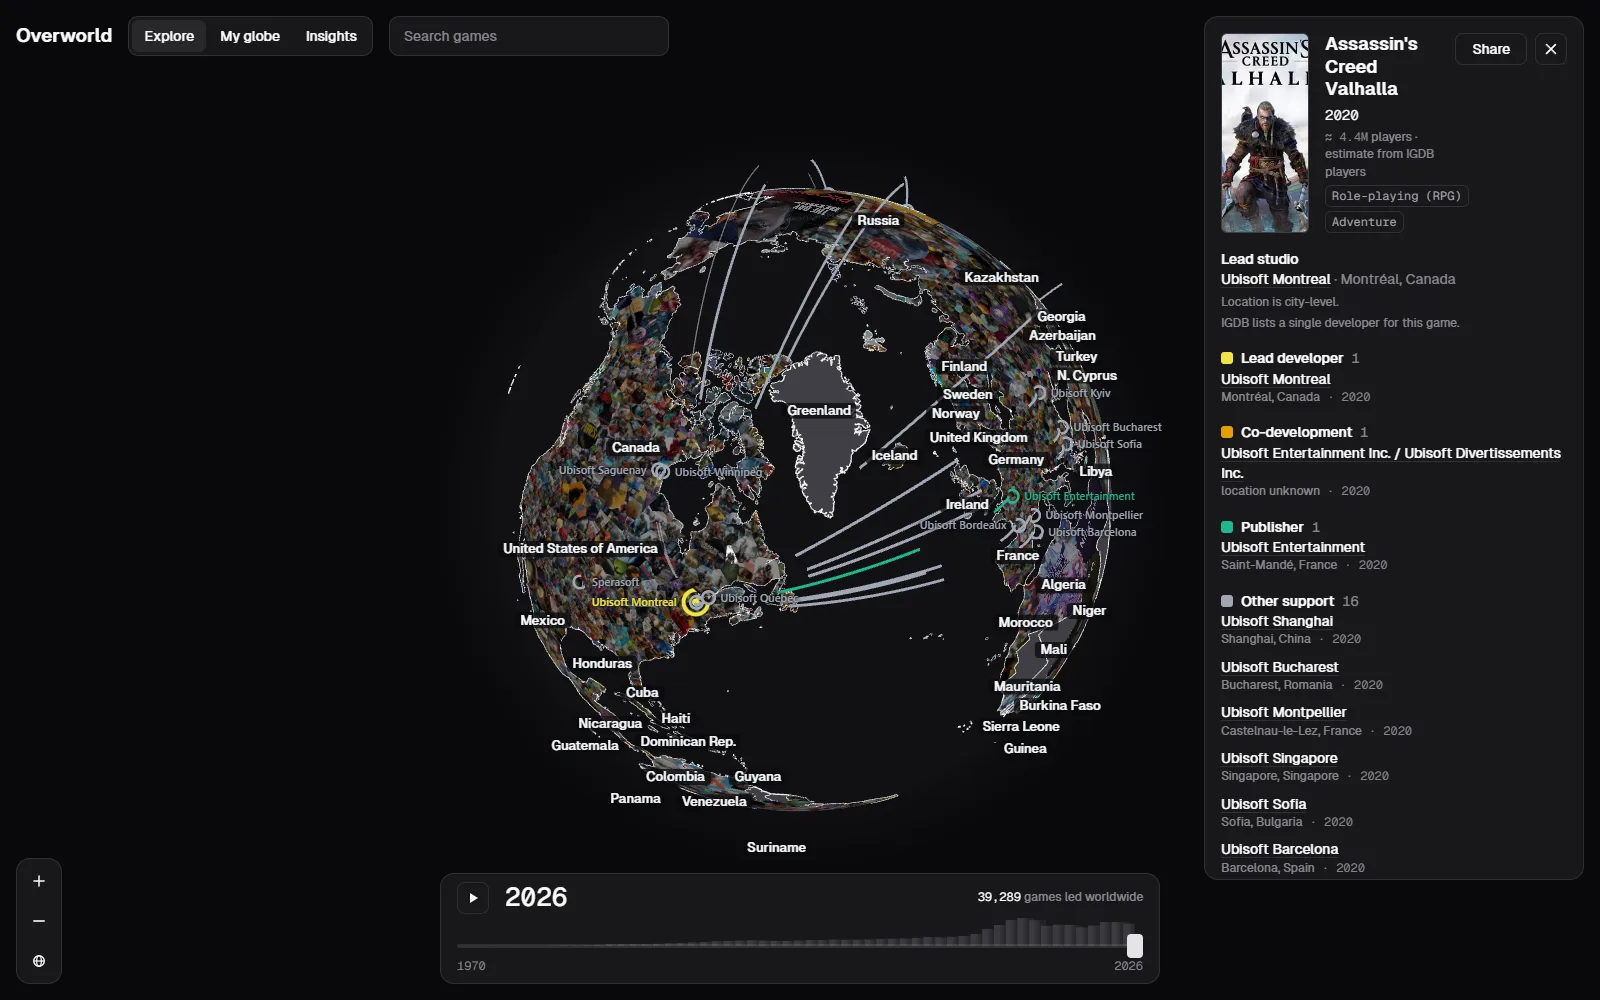 Overworld
Explore
My globe
Insights
Search games
ASSASSIN'S
CREED
Assassin's
Creed
Valhalla
Share
2020
≈ 4.4M players ·
estimate from IGDB
players
Role-playing (RPG)
Adventure
Lead studio
Ubisoft Montreal · Montréal, Canada
Location is city-level.
IGDB lists a single developer for this game.
Lead developer 1
Ubisoft Montreal
Montréal, Canada · 2020
Co-development 1
Ubisoft Entertainment Inc. / Ubisoft Divertissements
Inc.
location unknown · 2020
Publisher 1
Ubisoft Entertainment
Saint-Mandé, France · 2020
Other support 16
Ubisoft Shanghai
Shanghai, China · 2020
Ubisoft Bucharest
Bucharest, Romania · 2020
Ubisoft Montpellier
Castelnau-le-Lez, France · 2020
Ubisoft Singapore
Singapore, Singapore · 2020
Ubisoft Sofia
Sofia, Bulgaria · 2020
Ubisoft Barcelona
Barcelona, Spain · 2020
Russia
Kazakhstan
Georgia
Azerbaijan
Turkey
Finland
N. Cyprus
Sweden
Ubisoft Kyiv
Greenland
Norway
Ubisoft Bucharest
United Kingdom
Ubisoft Sofia
Canada
Iceland
Germany
Ubisoft Saguenay
Ubisoft Winnipeg
Libya
Ubisoft Entertainment
Ireland
Ubisoft Montpellier
Ubisoft Bordeaux
Ubisoft Barcelona
United States of America
France
Sperasoft
Algeria
Ubisoft Montreal
Ubisoft Québec
Niger
Mexico
Morocco
Mali
Honduras
Mauritania
Cuba
Burkina Faso
Nicaragua
Haiti
Sierra Leone
Guatemala
Dominican Rep.
Guinea
Colombia
Guyana
Panama
Venezuela
Suriname
2026
39,289 games led worldwide
1970
2026